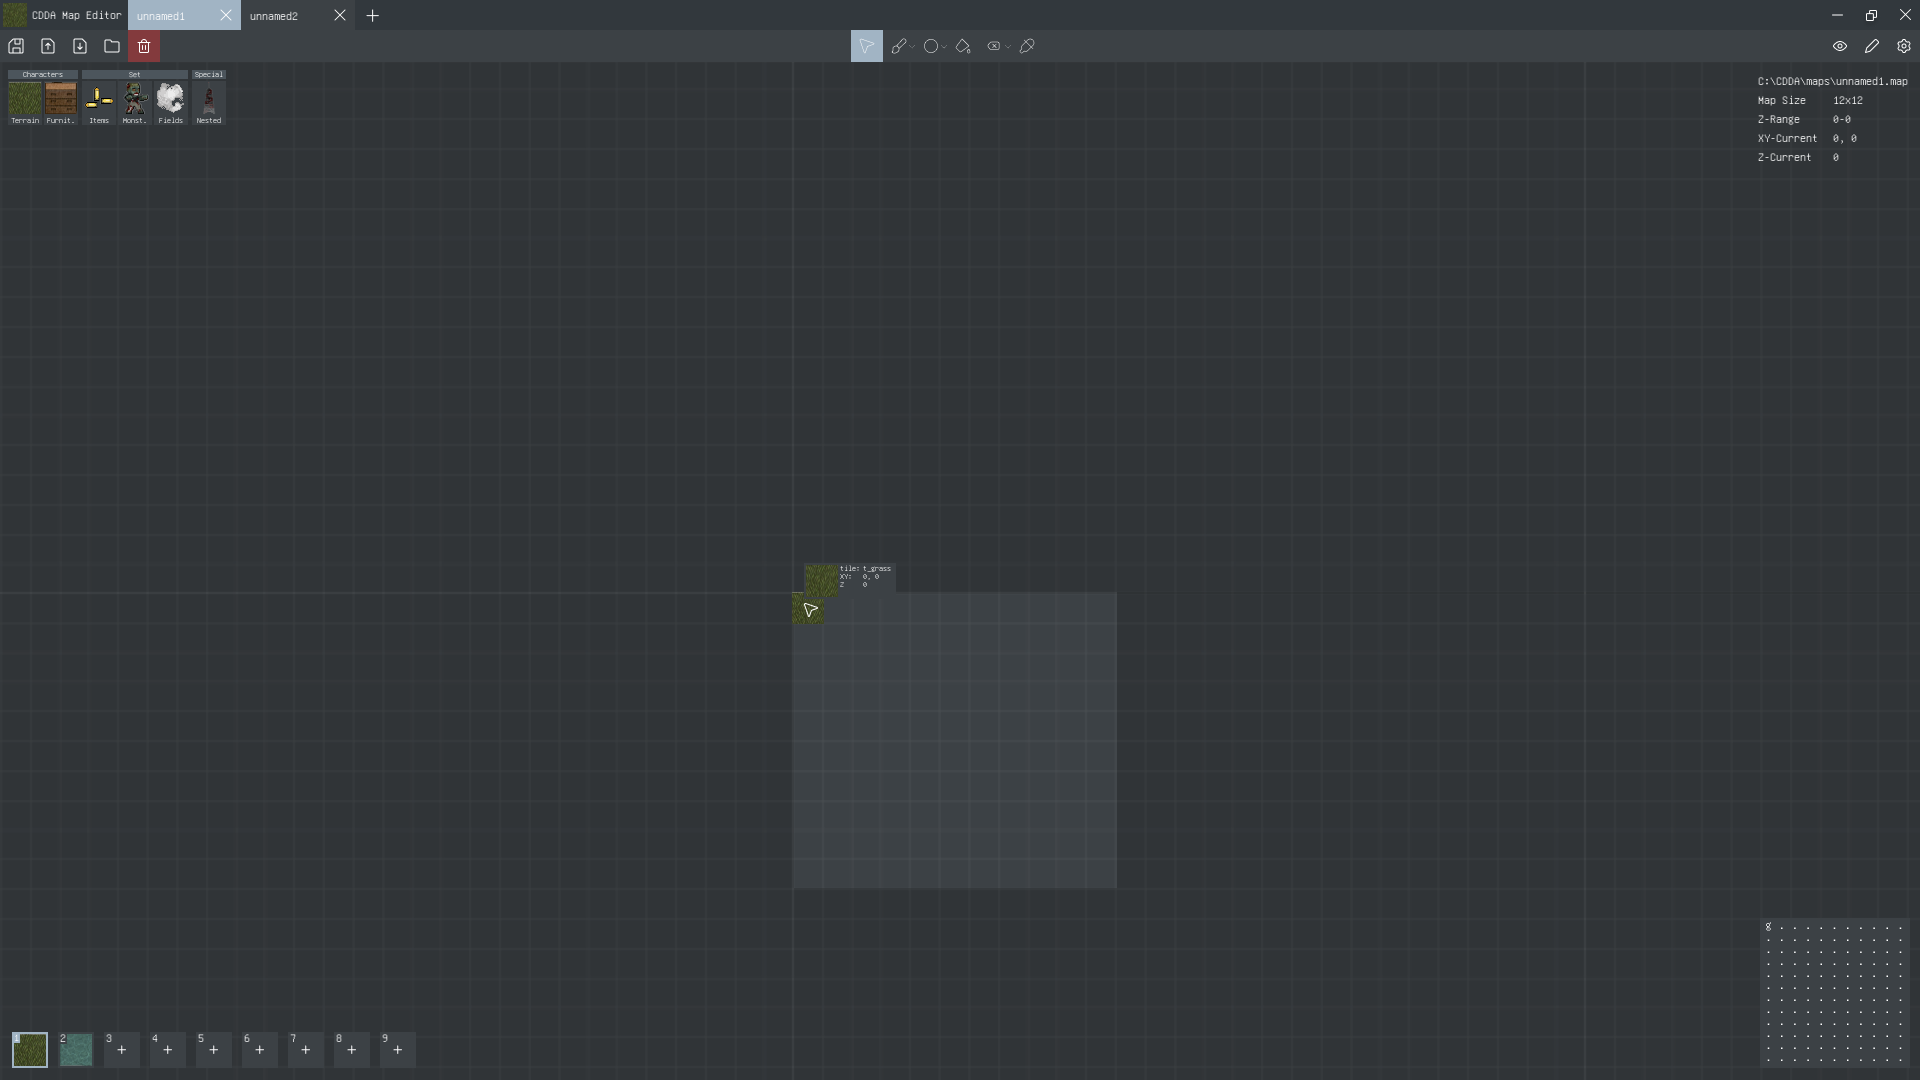 CDDA Map Editor
unnamed1
unnamed2
Characters Set Special
Terrain Furnit. Items Monst. Fields Nested
C:\CDDA\maps\unnamed1.map
Map Size 12x12
Z-Range 0-0
XY-Current 0, 0
Z-Current 0
tile: t_grass
XY: 0, 0
Z 0
g . . . . . . . . . .
. . . . . . . . . . .
. . . . . . . . . . .
. . . . . . . . . . .
. . . . . . . . . . .
. . . . . . . . . . .
. . . . . . . . . . .
. . . . . . . . . . .
. . . . . . . . . . .
. . . . . . . . . . .
. . . . . . . . . . .
. . . . . . . . . . .
1 2 3 + 4 + 5 + 6 + 7 + 8 + 9 +